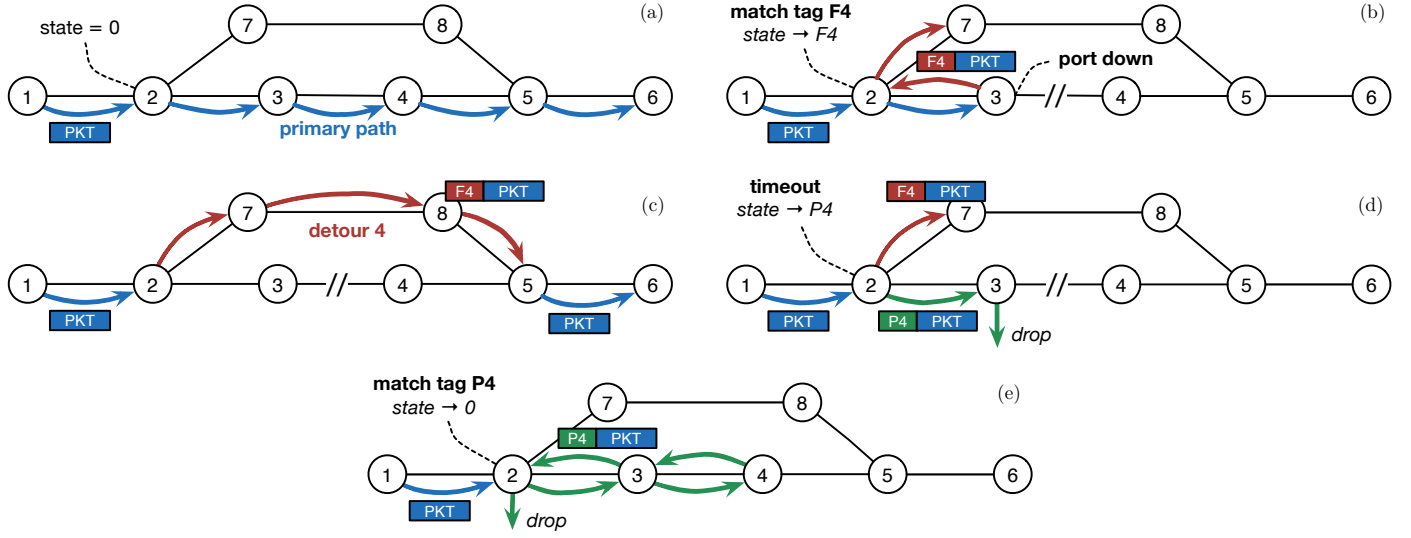 (a)
state = 0
7
8
1
2
3
4
5
6
PKT
primary path
(b)
match tag F4
state → F4
7
8
F4 PKT
port down
1
2
3
//
4
5
6
PKT
(c)
7
8
F4 PKT
detour 4
1
2
3
//
4
5
6
PKT
PKT
(d)
timeout
state → P4
F4 PKT
7
8
1
2
3
//
4
5
6
PKT
P4 PKT
drop
(e)
match tag P4
state → 0
7
8
P4 PKT
1
2
3
4
5
6
PKT
drop